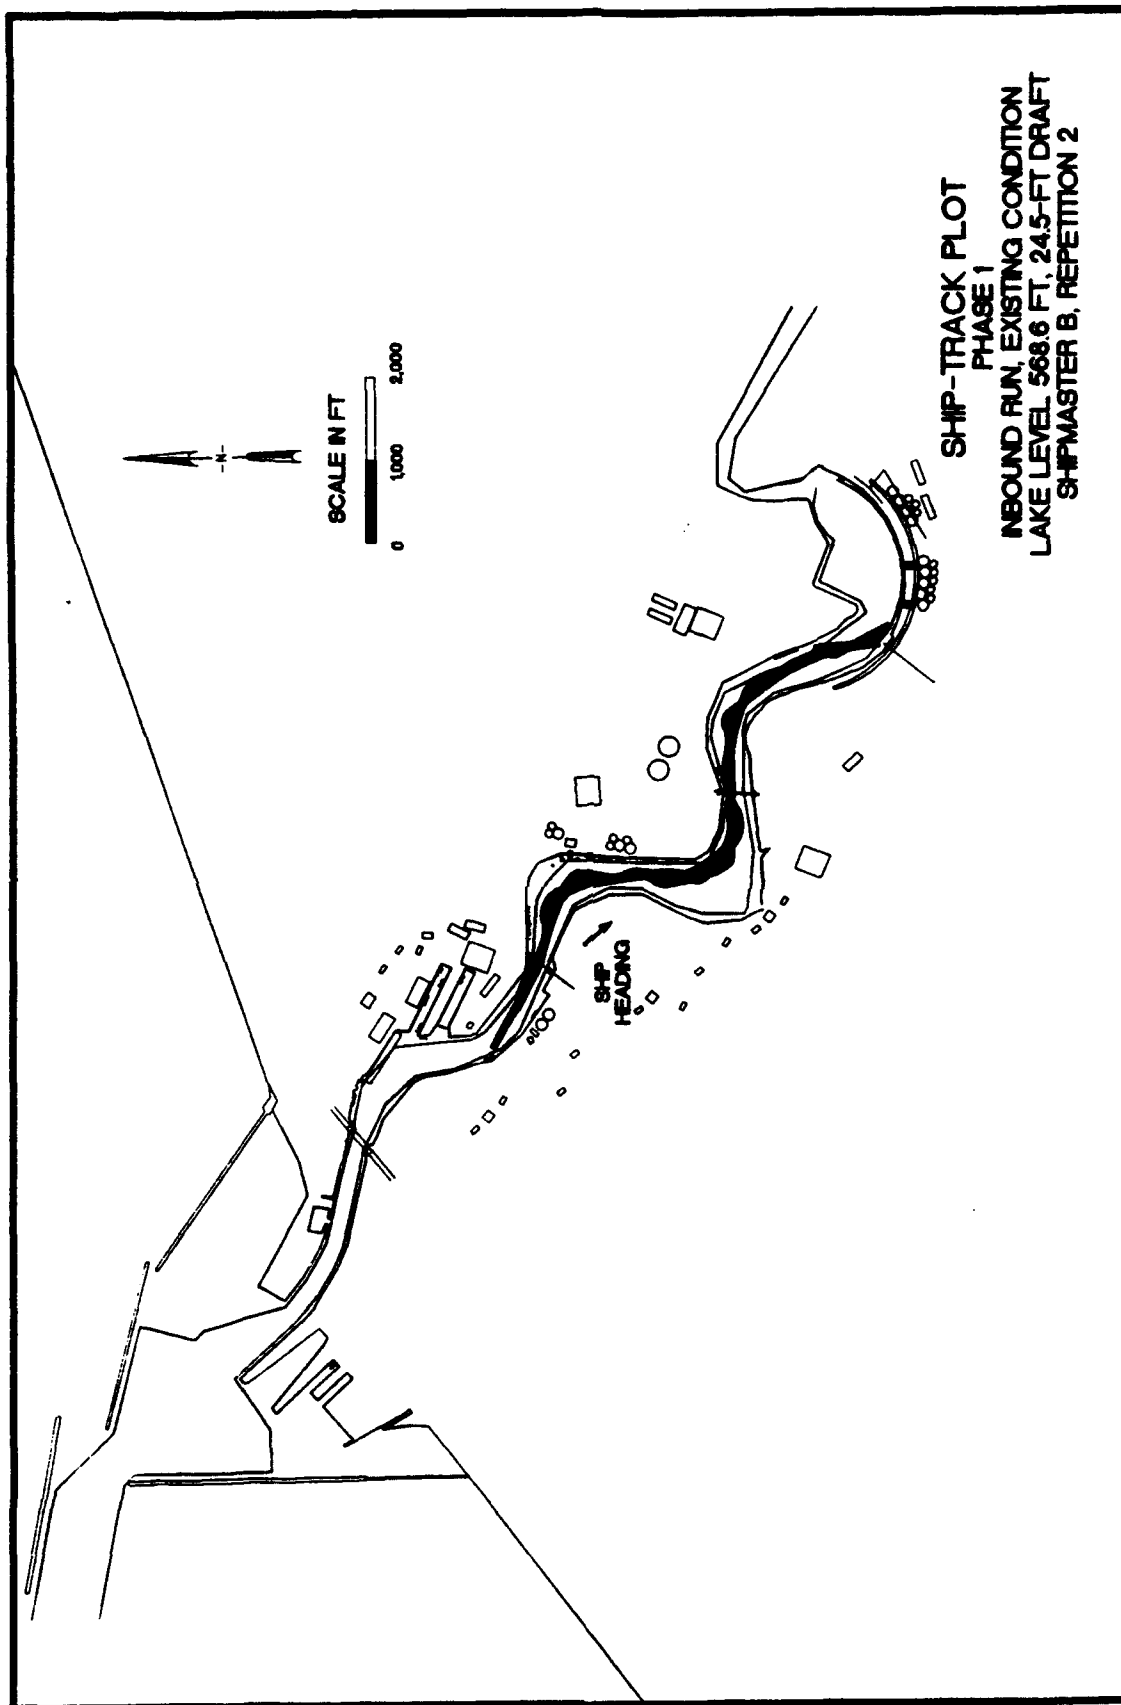 SCALE IN FT
0 1,000 2,000
-N-
SHIP
HEADING
SHIP-TRACK PLOT
PHASE 1
INBOUND RUN, EXISTING CONDITION
LAKE LEVEL 568.6 FT, 24.5-FT DRAFT
SHIPMASTER B, REPETITION 2